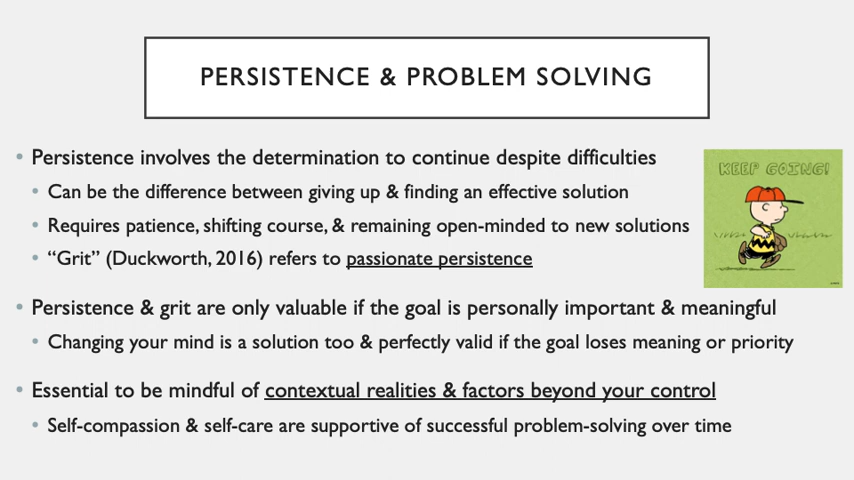 PERSISTENCE & PROBLEM SOLVING
• Persistence involves the determination to continue despite difficulties
KEEP GOING!
• Can be the difference between giving up & finding an effective solution
• Requires patience, shifting course, & remaining open-minded to new solutions
• “Grit” (Duckworth, 2016) refers to passionate persistence
• Persistence & grit are only valuable if the goal is personally important & meaningful
• Changing your mind is a solution too & perfectly valid if the goal loses meaning or priority
• Essential to be mindful of contextual realities & factors beyond your control
• Self-compassion & self-care are supportive of successful problem-solving over time